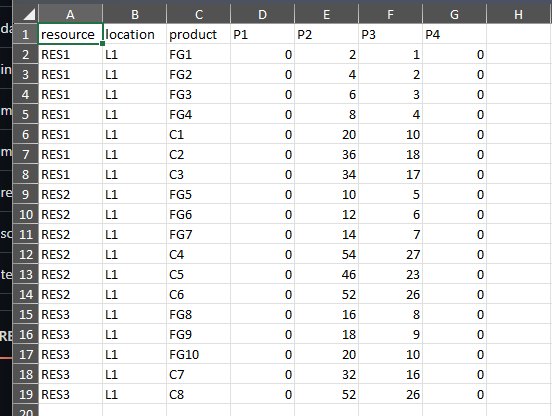 A B C D E F G H
1 resource location product P1 P2 P3 P4
2 RES1 L1 FG1 0 2 1 0
3 RES1 L1 FG2 0 4 2 0
4 RES1 L1 FG3 0 6 3 0
5 RES1 L1 FG4 0 8 4 0
6 RES1 L1 C1 0 20 10 0
7 RES1 L1 C2 0 36 18 0
8 RES1 L1 C3 0 34 17 0
9 RES2 L1 FG5 0 10 5 0
10 RES2 L1 FG6 0 12 6 0
11 RES2 L1 FG7 0 14 7 0
12 RES2 L1 C4 0 54 27 0
13 RES2 L1 C5 0 46 23 0
14 RES2 L1 C6 0 52 26 0
15 RES3 L1 FG8 0 16 8 0
16 RES3 L1 FG9 0 18 9 0
17 RES3 L1 FG10 0 20 10 0
18 RES3 L1 C7 0 32 16 0
19 RES3 L1 C8 0 52 26 0
20